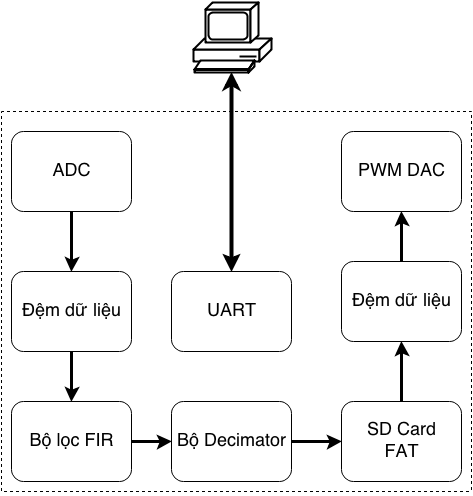 ADC
PWM DAC
Đệm dữ liệu
UART
Đệm dữ liệu
Bộ lọc FIR
Bộ Decimator
SD Card
FAT